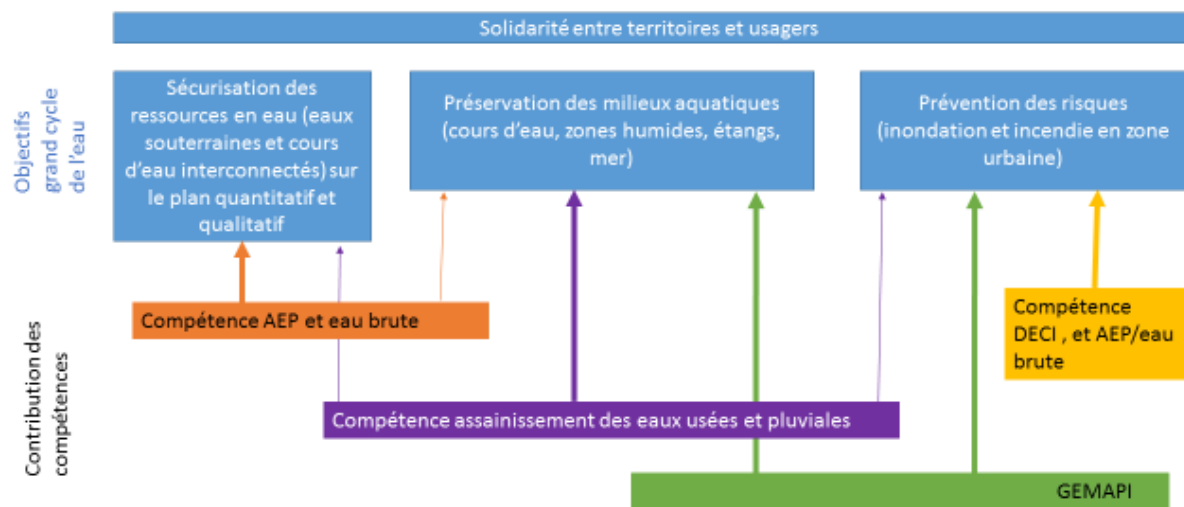 Solidarité entre territoires et usagers
Objectifs
grand cycle
de l'eau
Sécurisation des
ressources en eau (eaux
souterraines et cours
d'eau interconnectés) sur
le plan quantitatif et
qualitatif
Préservation des milieux aquatiques
(cours d'eau, zones humides, étangs,
mer)
Prévention des risques
(inondation et incendie en zone
urbaine)
Contribution des
compétences
Compétence AEP et eau brute
Compétence
DECI , et AEP/eau
brute
Compétence assainissement des eaux usées et pluviales
GEMAPI